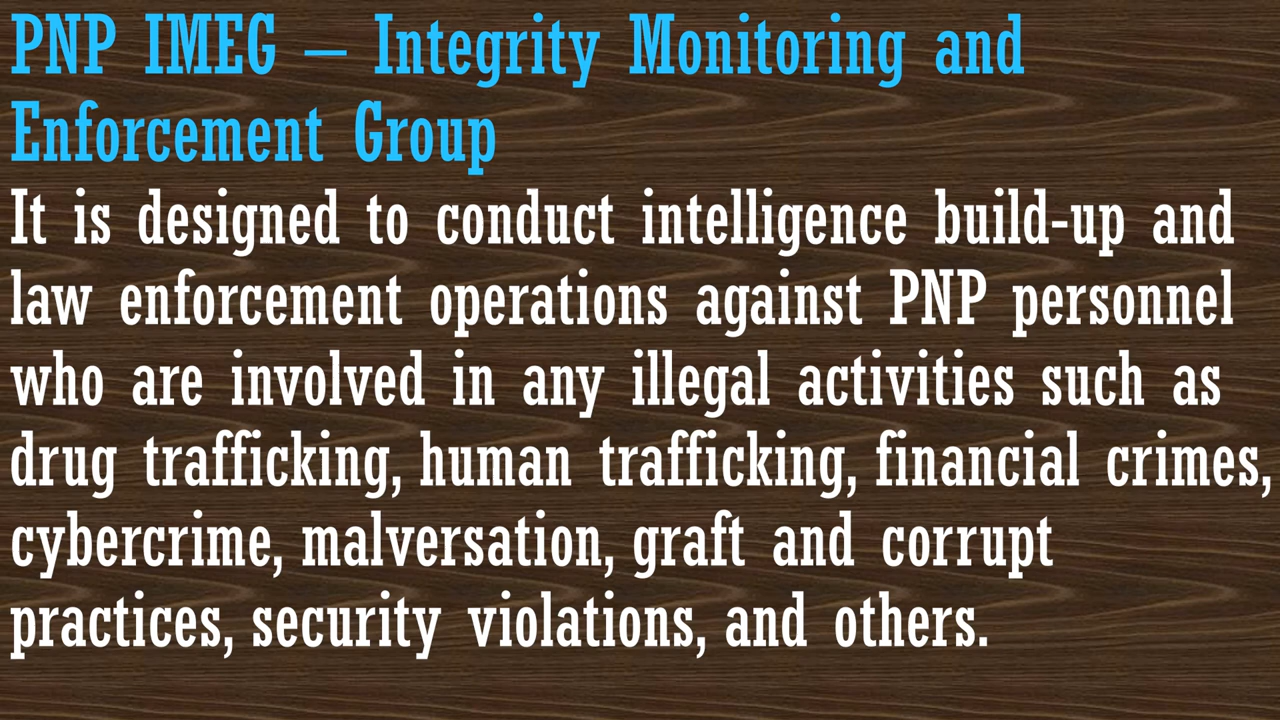 PNP IMEG – Integrity Monitoring and
Enforcement Group
It is designed to conduct intelligence build-up and
law enforcement operations against PNP personnel
who are involved in any illegal activities such as
drug trafficking, human trafficking, financial crimes,
cybercrime, malversation, graft and corrupt
practices, security violations, and others.